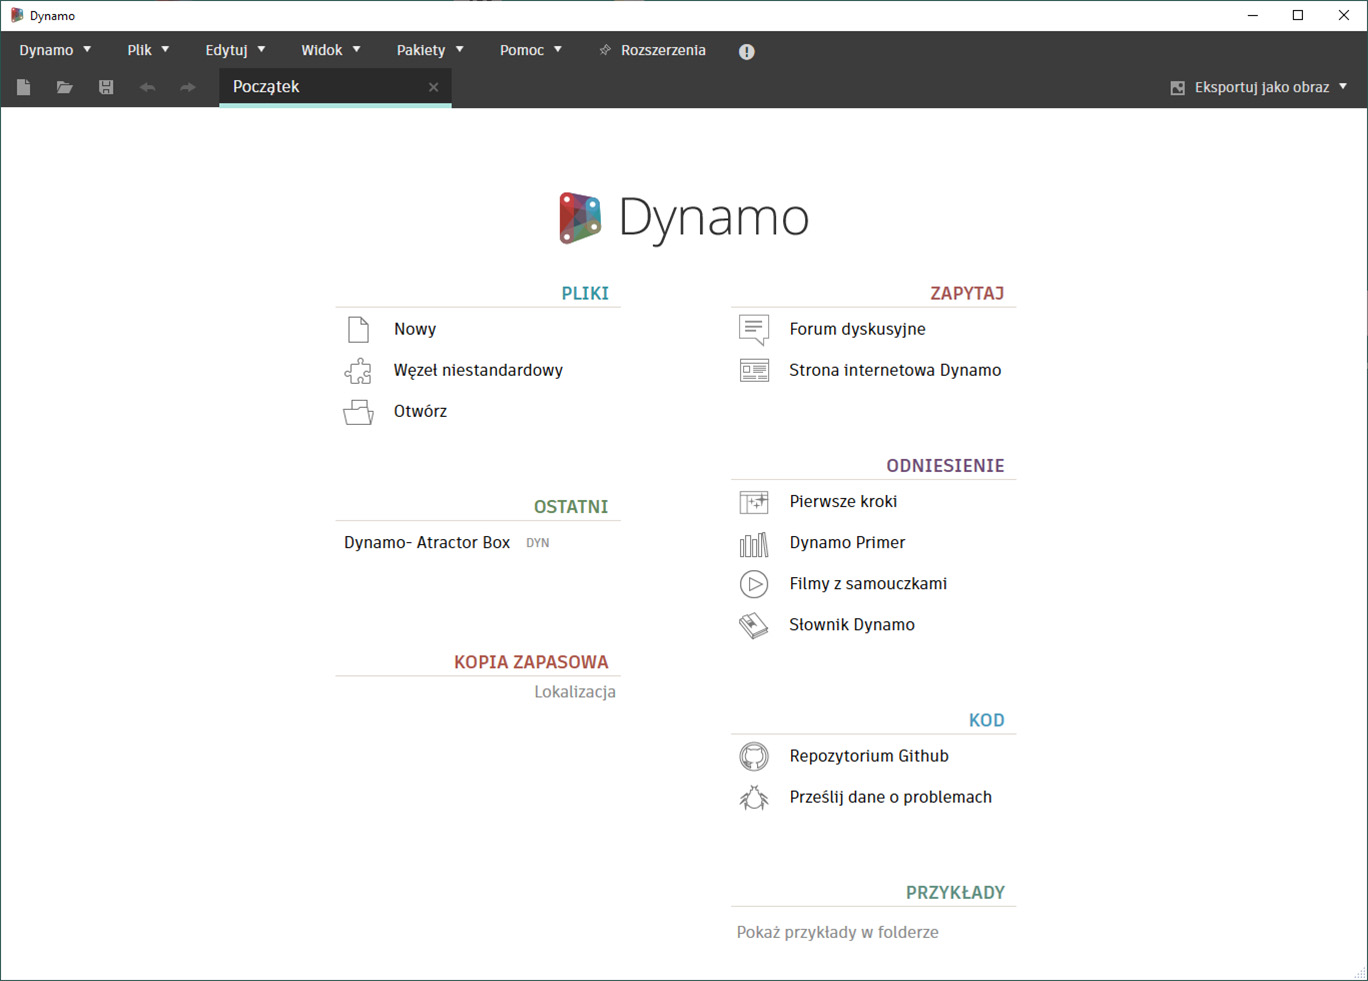 Dynamo
Dynamo Plik Edytuj Widok Pakiety Pomoc Rozszerzenia
Początek Eksportuj jako obraz
Dynamo
PLIKI
Nowy
Węzeł niestandardowy
Otwórz
OSTATNI
Dynamo- Atractor Box DYN
KOPIA ZAPASOWA
Lokalizacja
ZAPYTAJ
Forum dyskusyjne
Strona internetowa Dynamo
ODNIESIENIE
Pierwsze kroki
Dynamo Primer
Filmy z samouczkami
Słownik Dynamo
KOD
Repozytorium Github
Prześlij dane o problemach
PRZYKŁADY
Pokaż przykłady w folderze